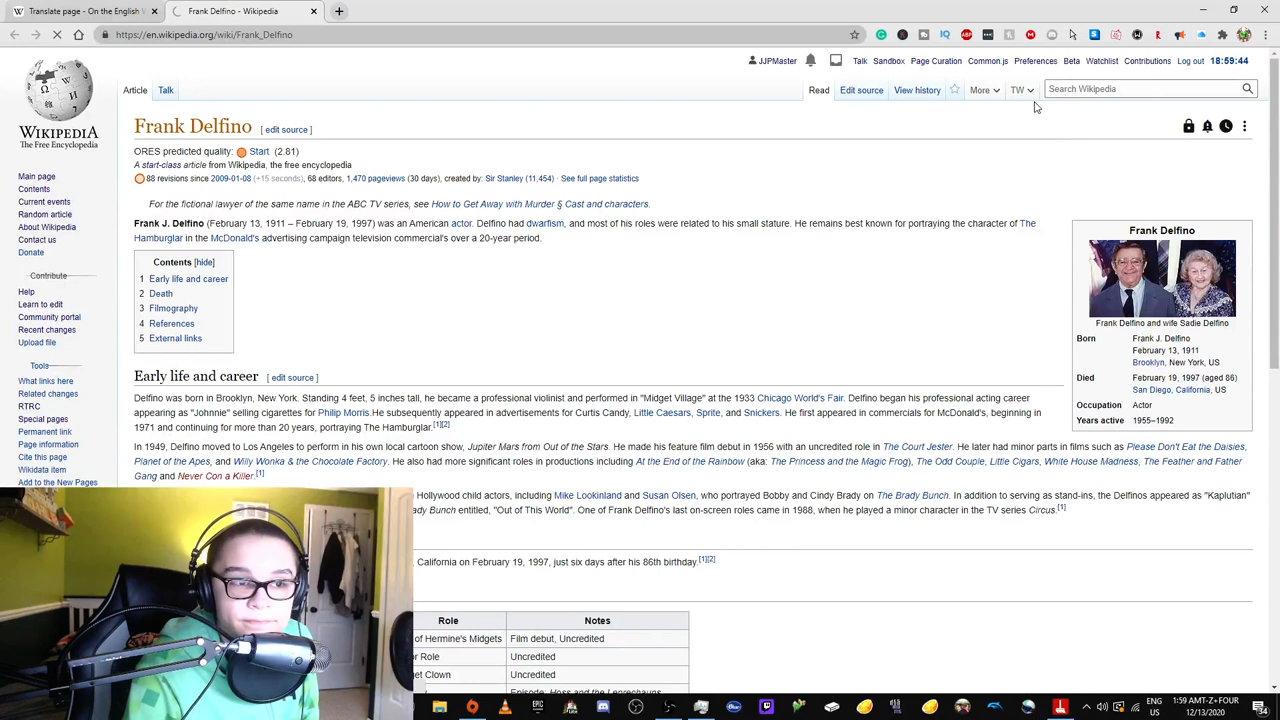 Translate page - On the English W
Frank Delfino - Wikipedia
https://en.wikipedia.org/wiki/Frank_Delfino
JJPMaster Talk Sandbox Page Curation Common.js Preferences Beta Watchlist Contributions Log out 18:59:44
Article Talk Read Edit source View history More TW Search Wikipedia
WIKIPEDIA
The Free Encyclopedia
Main page
Contents
Current events
Random article
About Wikipedia
Contact us
Donate
Contribute
Help
Learn to edit
Community portal
Recent changes
Upload file
Tools
What links here
Related changes
RTRC
Special pages
Permanent link
Page information
Cite this page
Wikidata item
Add to the New Pages
Frank Delfino [ edit source ]
ORES predicted quality: Start (2.81)
A start-class article from Wikipedia, the free encyclopedia
88 revisions since 2009-01-08 (+15 seconds), 68 editors, 1,470 pageviews (30 days), created by: Sir Stanley (11,454) · See full page statistics
For the fictional lawyer of the same name in the ABC TV series, see How to Get Away with Murder § Cast and characters.
Frank J. Delfino (February 13, 1911 – February 19, 1997) was an American actor. Delfino had dwarfism, and most of his roles were related to his small stature. He remains best known for portraying the character of The
Hamburglar in the McDonald's advertising campaign television commercial's over a 20-year period.
Contents [hide]
1 Early life and career
2 Death
3 Filmography
4 References
5 External links
Frank Delfino
Frank Delfino and wife Sadie Delfino
Born Frank J. Delfino
February 13, 1911
Brooklyn, New York, US
Died February 19, 1997 (aged 86)
San Diego, California, US
Occupation Actor
Years active 1955–1992
Early life and career [ edit source ]
Delfino was born in Brooklyn, New York. Standing 4 feet, 5 inches tall, he became a professional violinist and performed in "Midget Village" at the 1933 Chicago World's Fair. Delfino began his professional acting career
appearing as "Johnnie" selling cigarettes for Philip Morris.He subsequently appeared in advertisements for Curtis Candy, Little Caesars, Sprite, and Snickers. He first appeared in commercials for McDonald's, beginning in
1971 and continuing for more than 20 years, portraying The Hamburglar.[1][2]
In 1949, Delfino moved to Los Angeles to perform in his own local cartoon show, Jupiter Mars from Out of the Stars. He made his feature film debut in 1956 with an uncredited role in The Court Jester. He later had minor parts in films such as Please Don't Eat the Daisies,
Planet of the Apes, and Willy Wonka & the Chocolate Factory. He also had more significant roles in productions including At the End of the Rainbow (aka: The Princess and the Magic Frog), The Odd Couple, Little Cigars, White House Madness, The Feather and Father
Gang and Never Con a Killer.[1]
Hollywood child actors, including Mike Lookinland and Susan Olsen, who portrayed Bobby and Cindy Brady on The Brady Bunch. In addition to serving as stand-ins, the Delfinos appeared as "Kaplutian"
ady Bunch entitled, "Out of This World". One of Frank Delfino's last on-screen roles came in 1988, when he played a minor character in the TV series Circus.[1]
California on February 19, 1997, just six days after his 86th birthday.[1][2]
Role Notes
of Hermine's Midgets Film debut, Uncredited
or Role Uncredited
et Clown Uncredited
Episode: Hoss and the Leprechauns
ENG 1:59 AMT-Z+FOUR
US 12/13/2020